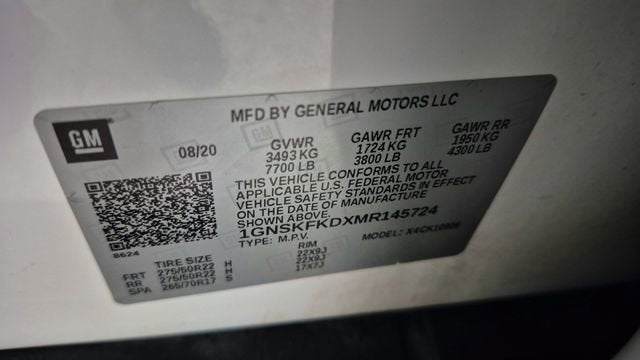 GM
MFD BY GENERAL MOTORS LLC
08/20 GVWR GAWR FRT GAWR RR
3493 KG 1724 KG 1950 KG
7700 LB 3800 LB 4300 LB
THIS VEHICLE CONFORMS TO ALL
APPLICABLE U.S. FEDERAL MOTOR
VEHICLE SAFETY STANDARDS IN EFFECT
ON THE DATE OF MANUFACTURE
SHOWN ABOVE.
1GNSKFKDXMR145724
8624 TYPE: M.P.V. MODEL:
TIRE SIZE RIM
FRT 275/50R22 H 22X9J
RR 275/50R22 H 22X9J
SPA 265/70R17 S 17X7J